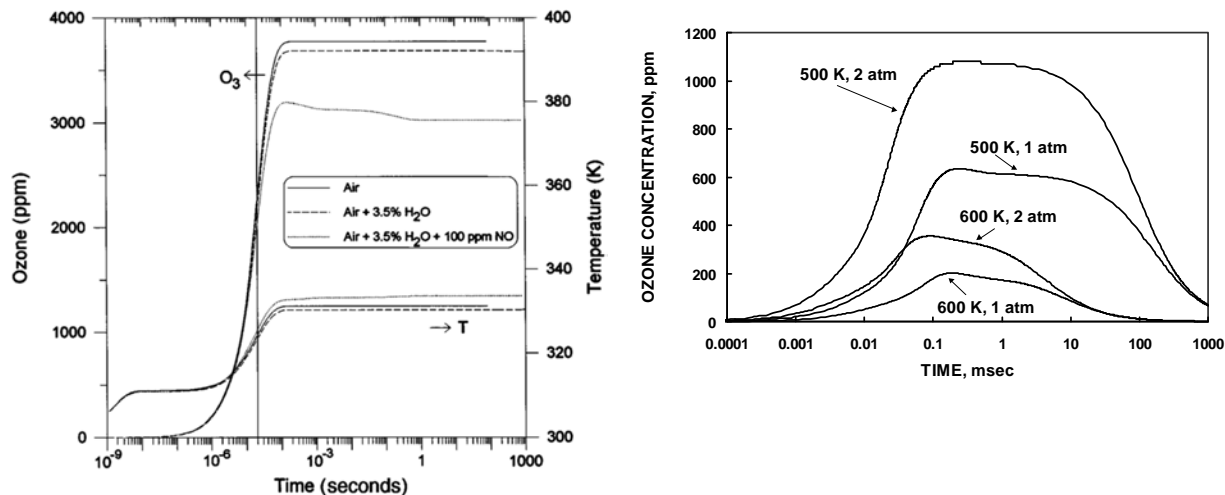 4000
3000
2000
1000
0
Ozone (ppm)
400
380
360
340
320
300
Temperature (K)
O₃
Air
Air + 3.5% H₂O
Air + 3.5% H₂O + 100 ppm NO
T
10⁻⁹
10⁻⁶
10⁻³
1
1000
Time (seconds)
1200
1000
800
600
400
200
0
OZONE CONCENTRATION, ppm
500 K, 2 atm
500 K, 1 atm
600 K, 2 atm
600 K, 1 atm
0.0001
0.001
0.01
0.1
1
10
100
1000
TIME, msec